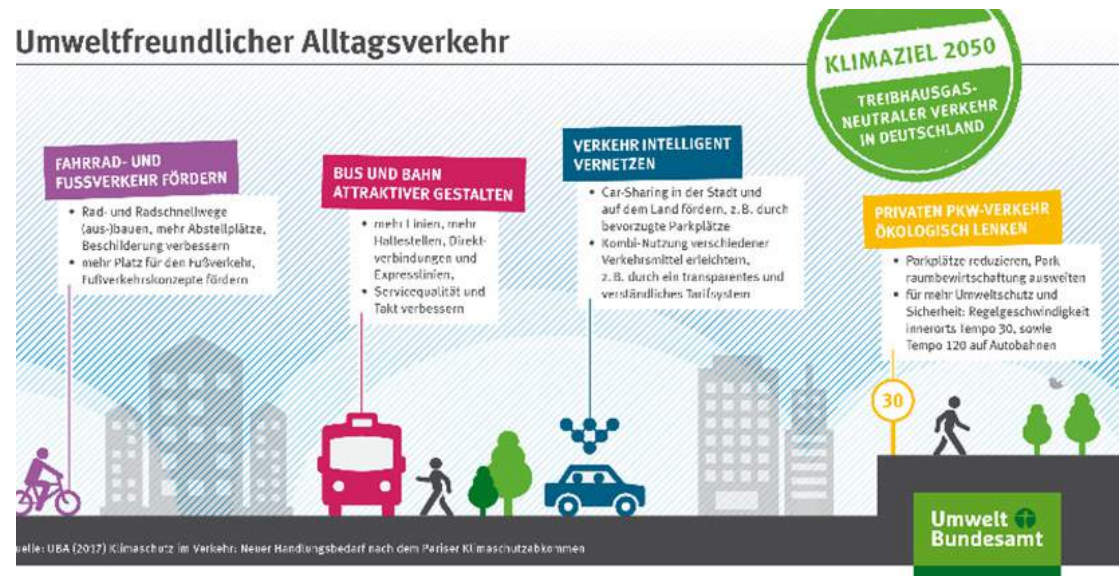 Umweltfreundlicher Alltagsverkehr
KLIMAZIEL 2050
TREIBHAUSGAS-
NEUTRALER VERKEHR
IN DEUTSCHLAND
FAHRRAD- UND
FUSSVERKEHR FÖRDERN
• Rad- und Radschnellwege
(aus-)bauen, mehr Abstellplätze,
Beschilderung verbessern
• mehr Platz für den Fußverkehr,
Fußverkehrskonzepte fördern
BUS UND BAHN
ATTRAKTIVER GESTALTEN
• mehr Linien, mehr
Haltestellen, Direkt-
verbindungen und
Expresslinien,
• Servicequalität und
Takt verbessern
VERKEHR INTELLIGENT
VERNETZEN
• Car-Sharing in der Stadt und
auf dem Land fördern, z.B. durch
bevorzugte Parkplätze
• Kombi-Nutzung verschiedener
Verkehrsmittel erleichtern,
z.B. durch ein transparentes und
verständliches Tarifsystem
PRIVATEN PKW-VERKEHR
ÖKOLOGISCH LENKEN
• Parkplätze reduzieren, Park
raumbewirtschaftung ausweiten
• für mehr Umweltschutz und
Sicherheit: Regelgeschwindigkeit
innerorts Tempo 30, sowie
Tempo 120 auf Autobahnen
30
Umwelt
Bundesamt
uelle: UBA (2017) Klimaschutz im Verkehr: Neuer Handlungsbedarf nach dem Pariser Klimaschutzabkommen